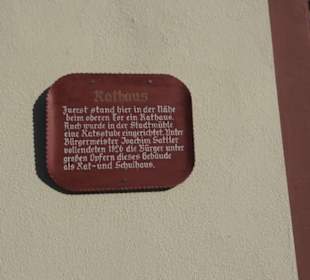 Rathaus
Zuerst stand hier in der Nähe
beim oberen Tor ein Rathaus.
Auch wurde in der Stadtmühle
eine Ratsstube eingerichtet. Unter
Bürgermeister Joachim Sattler
vollendeten die Bürger unter
großen Opfern dieses Gebäude
als Rat- und Schulhaus.